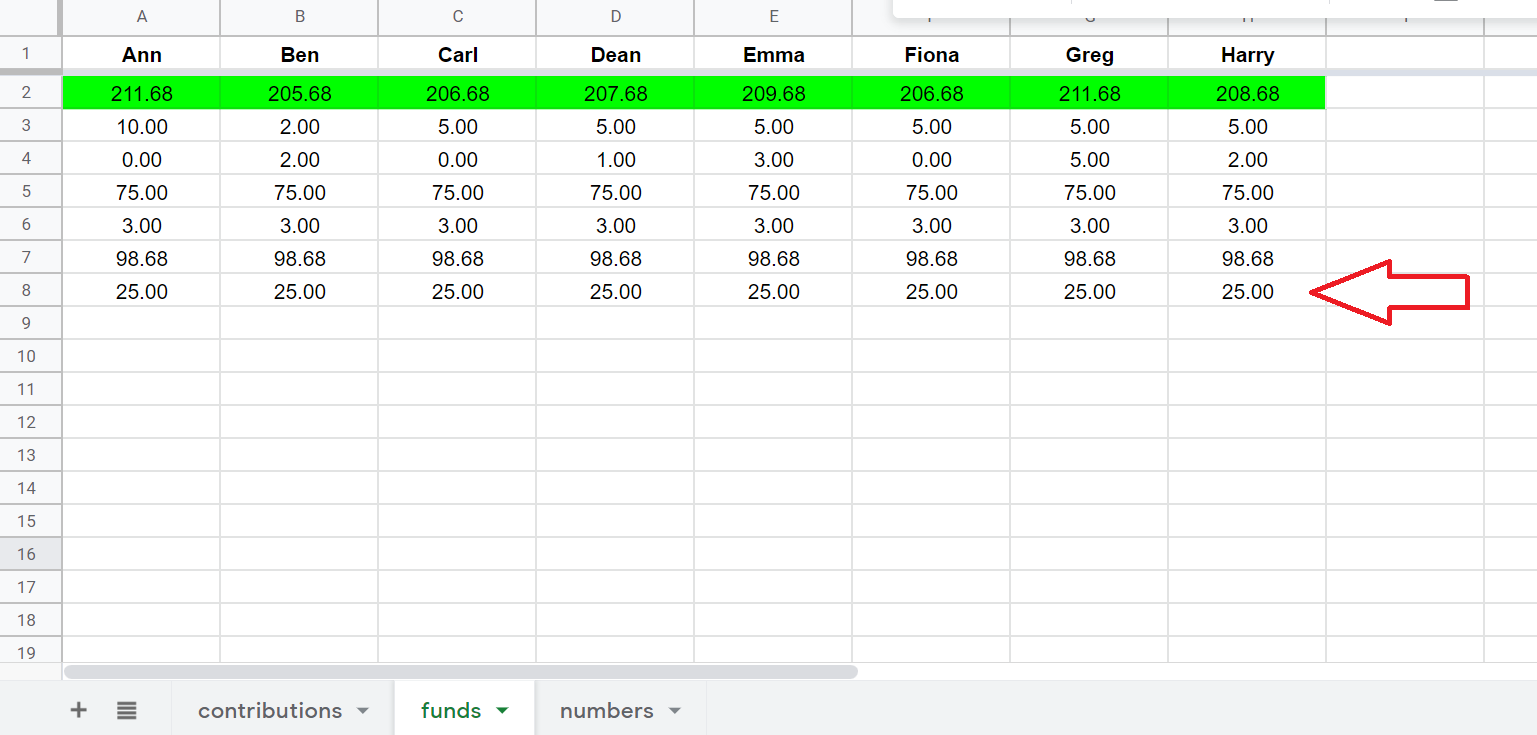 A B C D E
1 Ann Ben Carl Dean Emma Fiona Greg Harry
2 211.68 205.68 206.68 207.68 209.68 206.68 211.68 208.68
3 10.00 2.00 5.00 5.00 5.00 5.00 5.00 5.00
4 0.00 2.00 0.00 1.00 3.00 0.00 5.00 2.00
5 75.00 75.00 75.00 75.00 75.00 75.00 75.00 75.00
6 3.00 3.00 3.00 3.00 3.00 3.00 3.00 3.00
7 98.68 98.68 98.68 98.68 98.68 98.68 98.68 98.68
8 25.00 25.00 25.00 25.00 25.00 25.00 25.00 25.00
9
10
11
12
13
14
15
16
17
18
19
contributions funds numbers